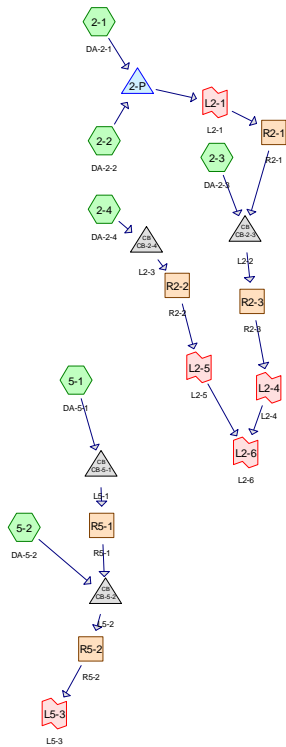 2-1
DA-2-1
2-P
L2-1
L2-1
R2-1
R2-1
2-2
DA-2-2
2-3
DA-2-3
2-4
DA-2-4
CB
CB-2-4
L2-3
CB
CB-2-3
L2-2
R2-2
R2-2
R2-3
R2-3
L2-5
L2-5
L2-4
L2-4
L2-6
L2-6
5-1
DA-5-1
CB
CB-5-1
L5-1
R5-1
R5-1
5-2
DA-5-2
CB
CB-5-2
L5-2
R5-2
R5-2
L5-3
L5-3